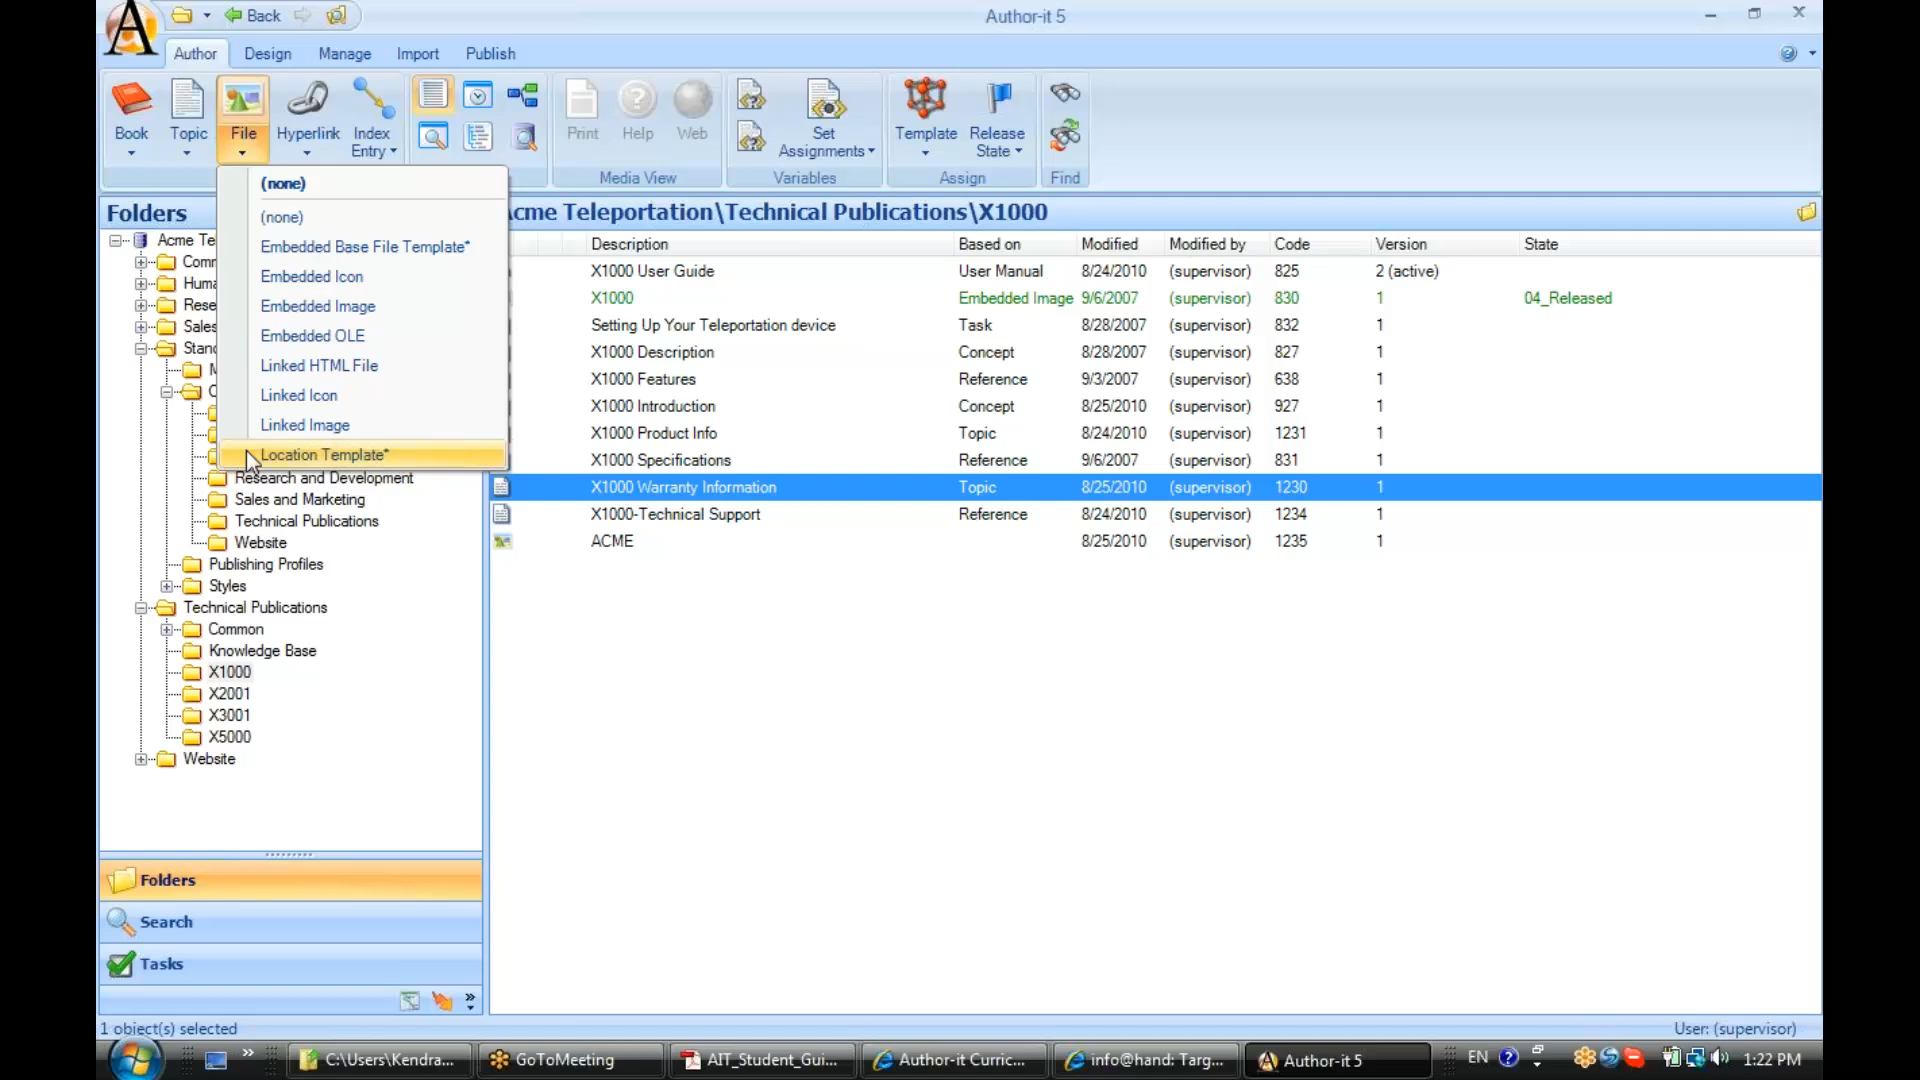 Back
Author-it 5
Author Design Manage Import Publish
Book Topic File Hyperlink Index Entry
Print Help Web
Set Assignments
Template Release State
Media View Variables Assign Find
(none)
(none)
Embedded Base File Template*
Embedded Icon
Embedded Image
Embedded OLE
Linked HTML File
Linked Icon
Linked Image
Location Template*
Folders
Acme Te
Comm
Huma
Rese
Sales
Stand
Research and Development
Sales and Marketing
Technical Publications
Website
Publishing Profiles
Styles
Technical Publications
Common
Knowledge Base
X1000
X2001
X3001
X5000
Website
Folders
Search
Tasks
cme Teleportation\Technical Publications\X1000
Description Based on Modified Modified by Code Version State
X1000 User Guide User Manual 8/24/2010 (supervisor) 825 2 (active)
X1000 Embedded Image 9/6/2007 (supervisor) 830 1 04_Released
Setting Up Your Teleportation device Task 8/28/2007 (supervisor) 832 1
X1000 Description Concept 8/28/2007 (supervisor) 827 1
X1000 Features Reference 9/3/2007 (supervisor) 638 1
X1000 Introduction Concept 8/25/2010 (supervisor) 927 1
X1000 Product Info Topic 8/24/2010 (supervisor) 1231 1
X1000 Specifications Reference 9/6/2007 (supervisor) 831 1
X1000 Warranty Information Topic 8/25/2010 (supervisor) 1230 1
X1000-Technical Support Reference 8/24/2010 (supervisor) 1234 1
ACME 8/25/2010 (supervisor) 1235 1
1 object(s) selected User: (supervisor)
C:\Users\Kendra... GoToMeeting AIT_Student_Gui... Author-it Curric... info@hand: Targ... Author-it 5 EN 1:22 PM